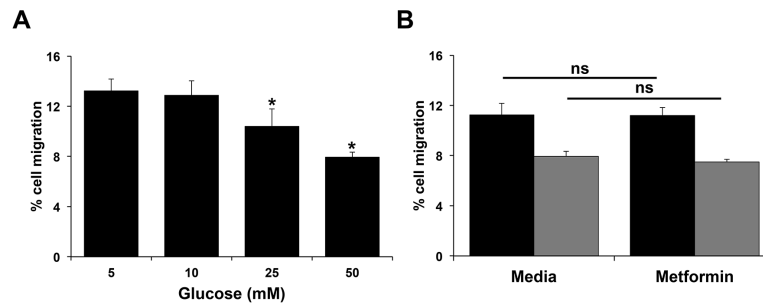 A
% cell migration
16
12
8
4
0
*
*
5 10 25 50
Glucose (mM)
B
% cell migration
16
12
8
4
0
ns
ns
Media Metformin